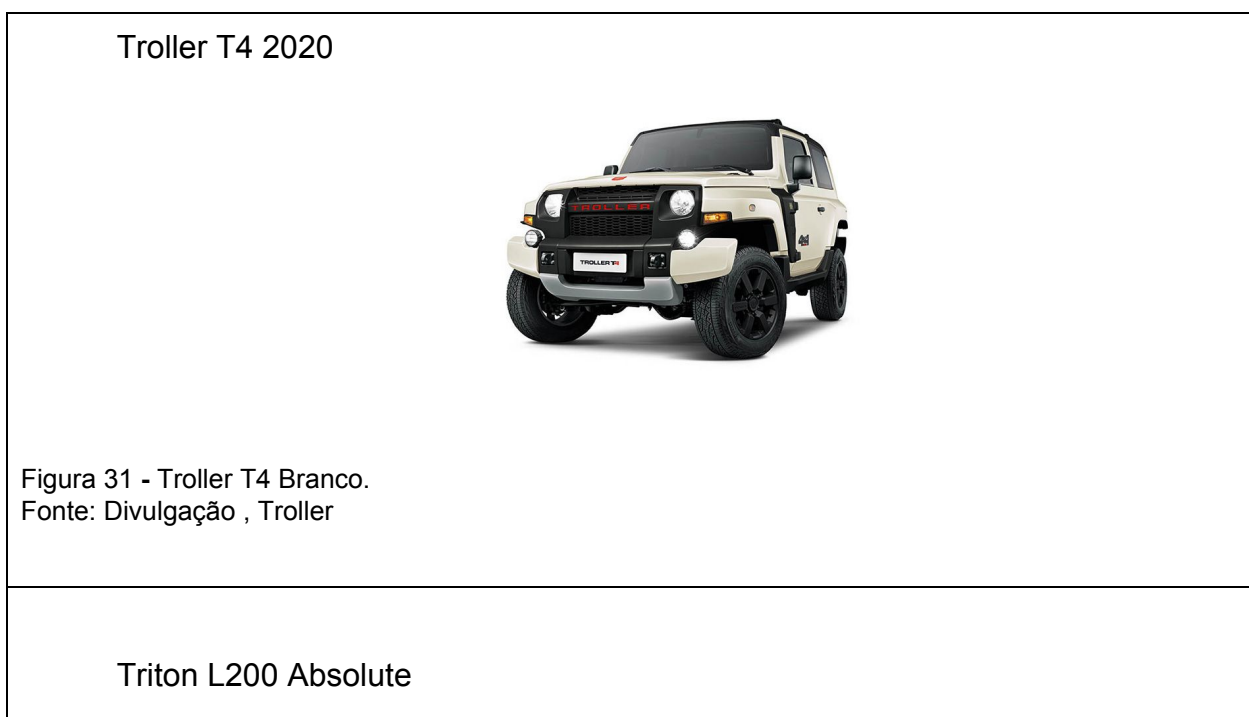 Troller T4 2020
TROLLER
TROLLER T4
Figura 31 - Troller T4 Branco.
Fonte: Divulgação , Troller
Triton L200 Absolute